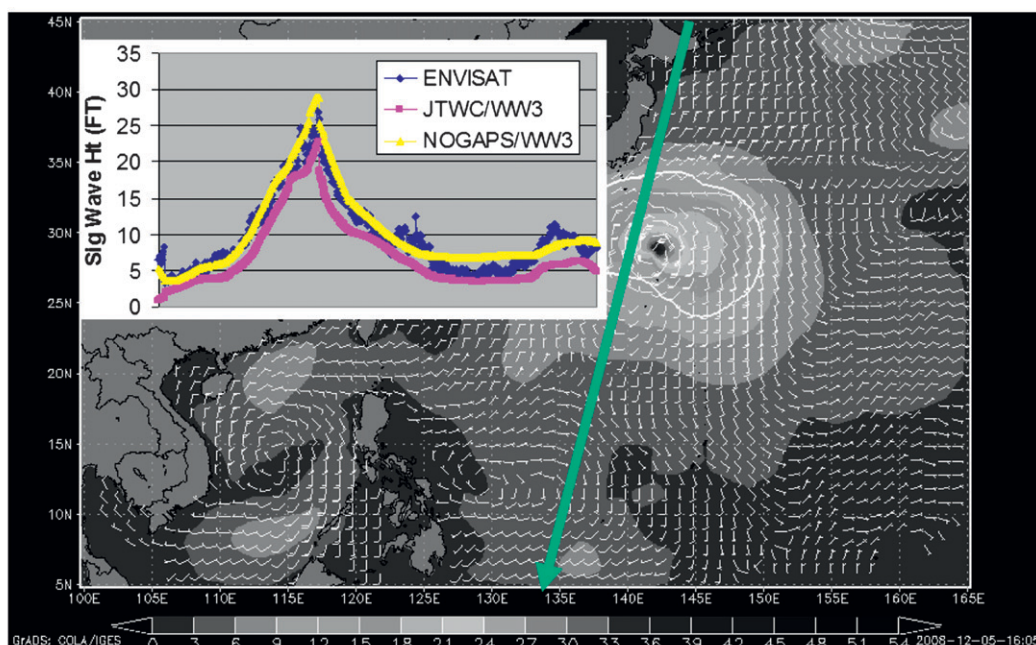 45N
40N
35N
30N
25N
20N
15N
10N
5N
Sig Wave Ht (FT)
35
30
25
20
15
10
5
0
ENVISAT
JTWC/WW3
NOGAPS/WW3
100E 105E 110E 115E 120E 125E 130E 135E 140E 145E 150E 155E 160E 165E
0 3 6 9 12 15 18 21 24 27 30 33 36 39 42 45 48 51 54
GrADS: COLA/IGES
2008-12-05-16:05